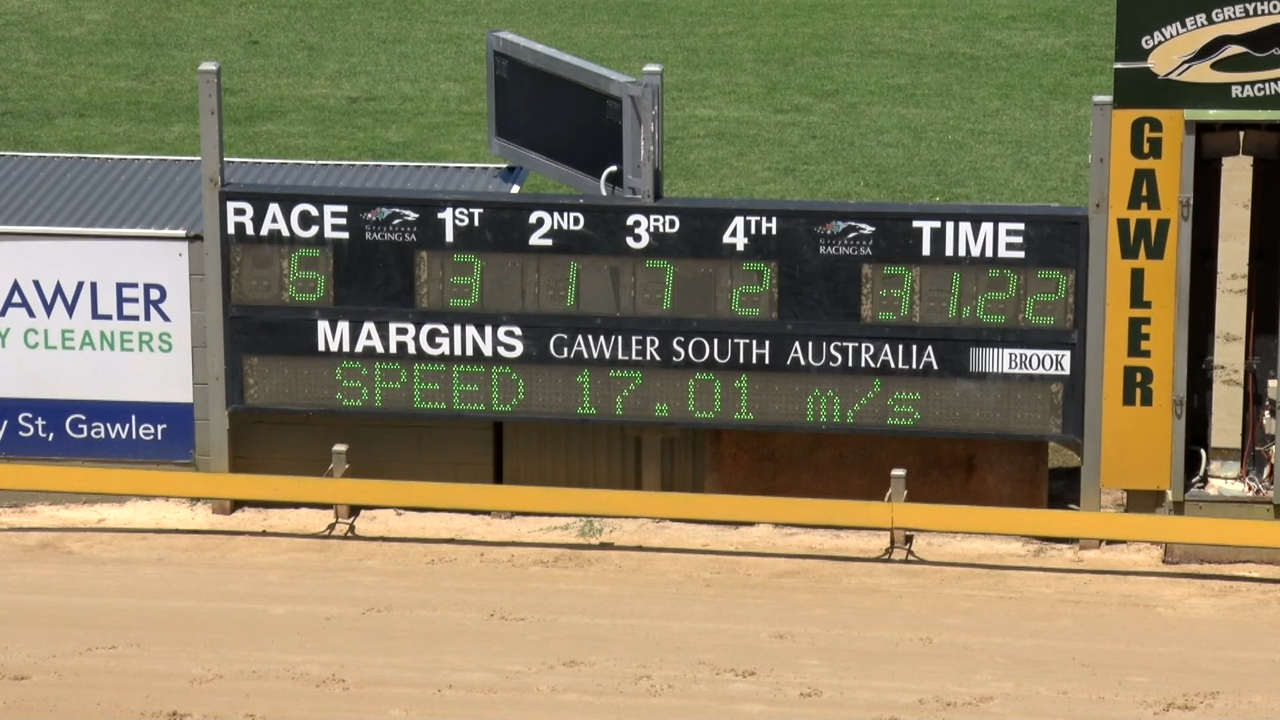 GAWLER GREYHO
RACIN
GAWLER
RACE 1ST 2ND 3RD 4TH TIME
Greyhound RACING SA
Greyhound RACING SA
6 3 1 7 2 31.22
MARGINS GAWLER SOUTH AUSTRALIA BROOK
SPEED 17.01 m/s
AWLER
Y CLEANERS
y St, Gawler